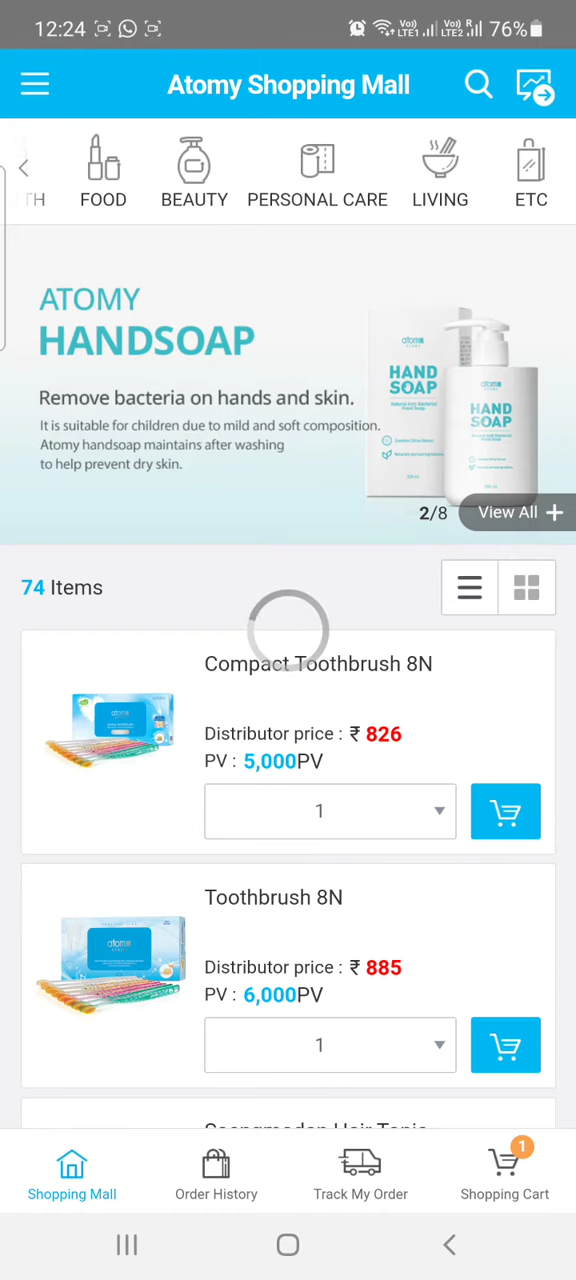 12:24
Vo) LTE1 Vo) LTE2 R 76%
Atomy Shopping Mall
TH FOOD BEAUTY PERSONAL CARE LIVING ETC
ATOMY
HANDSOAP
Remove bacteria on hands and skin.
It is suitable for children due to mild and soft composition.
Atomy handsoap maintains after washing
to help prevent dry skin.
HAND
SOAP
HAND
SOAP
2/8 View All +
74 Items
Compact Toothbrush 8N
Distributor price : ₹ 826
PV : 5,000PV
1
Toothbrush 8N
Distributor price : ₹ 885
PV : 6,000PV
1
1
Shopping Mall Order History Track My Order Shopping Cart